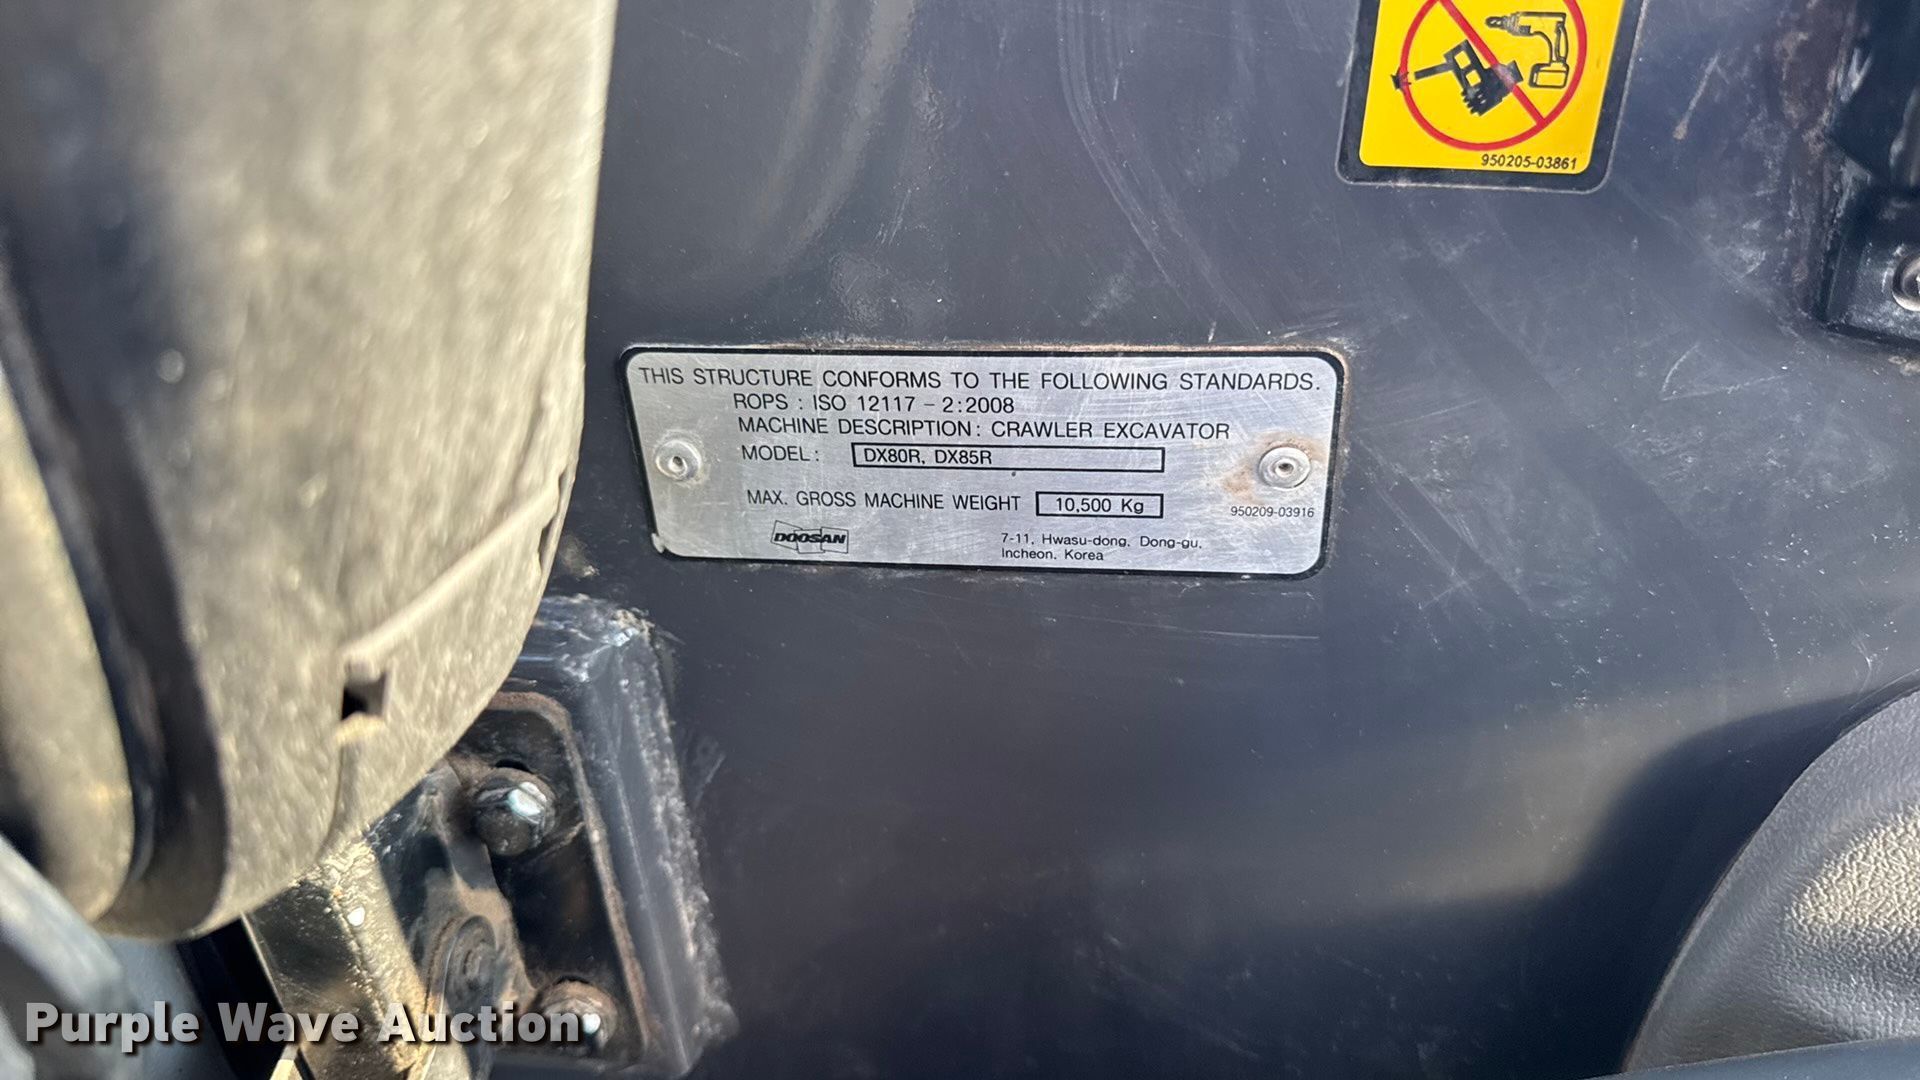 950205-03861
THIS STRUCTURE CONFORMS TO THE FOLLOWING STANDARDS.
ROPS : ISO 12117 - 2:2008
MACHINE DESCRIPTION: CRAWLER EXCAVATOR
MODEL: DX80R, DX85R
MAX. GROSS MACHINE WEIGHT 10,500 Kg
950209-03916
DOOSAN
7-11, Hwasu-dong, Dong-gu,
Incheon, Korea
Purple Wave Auction